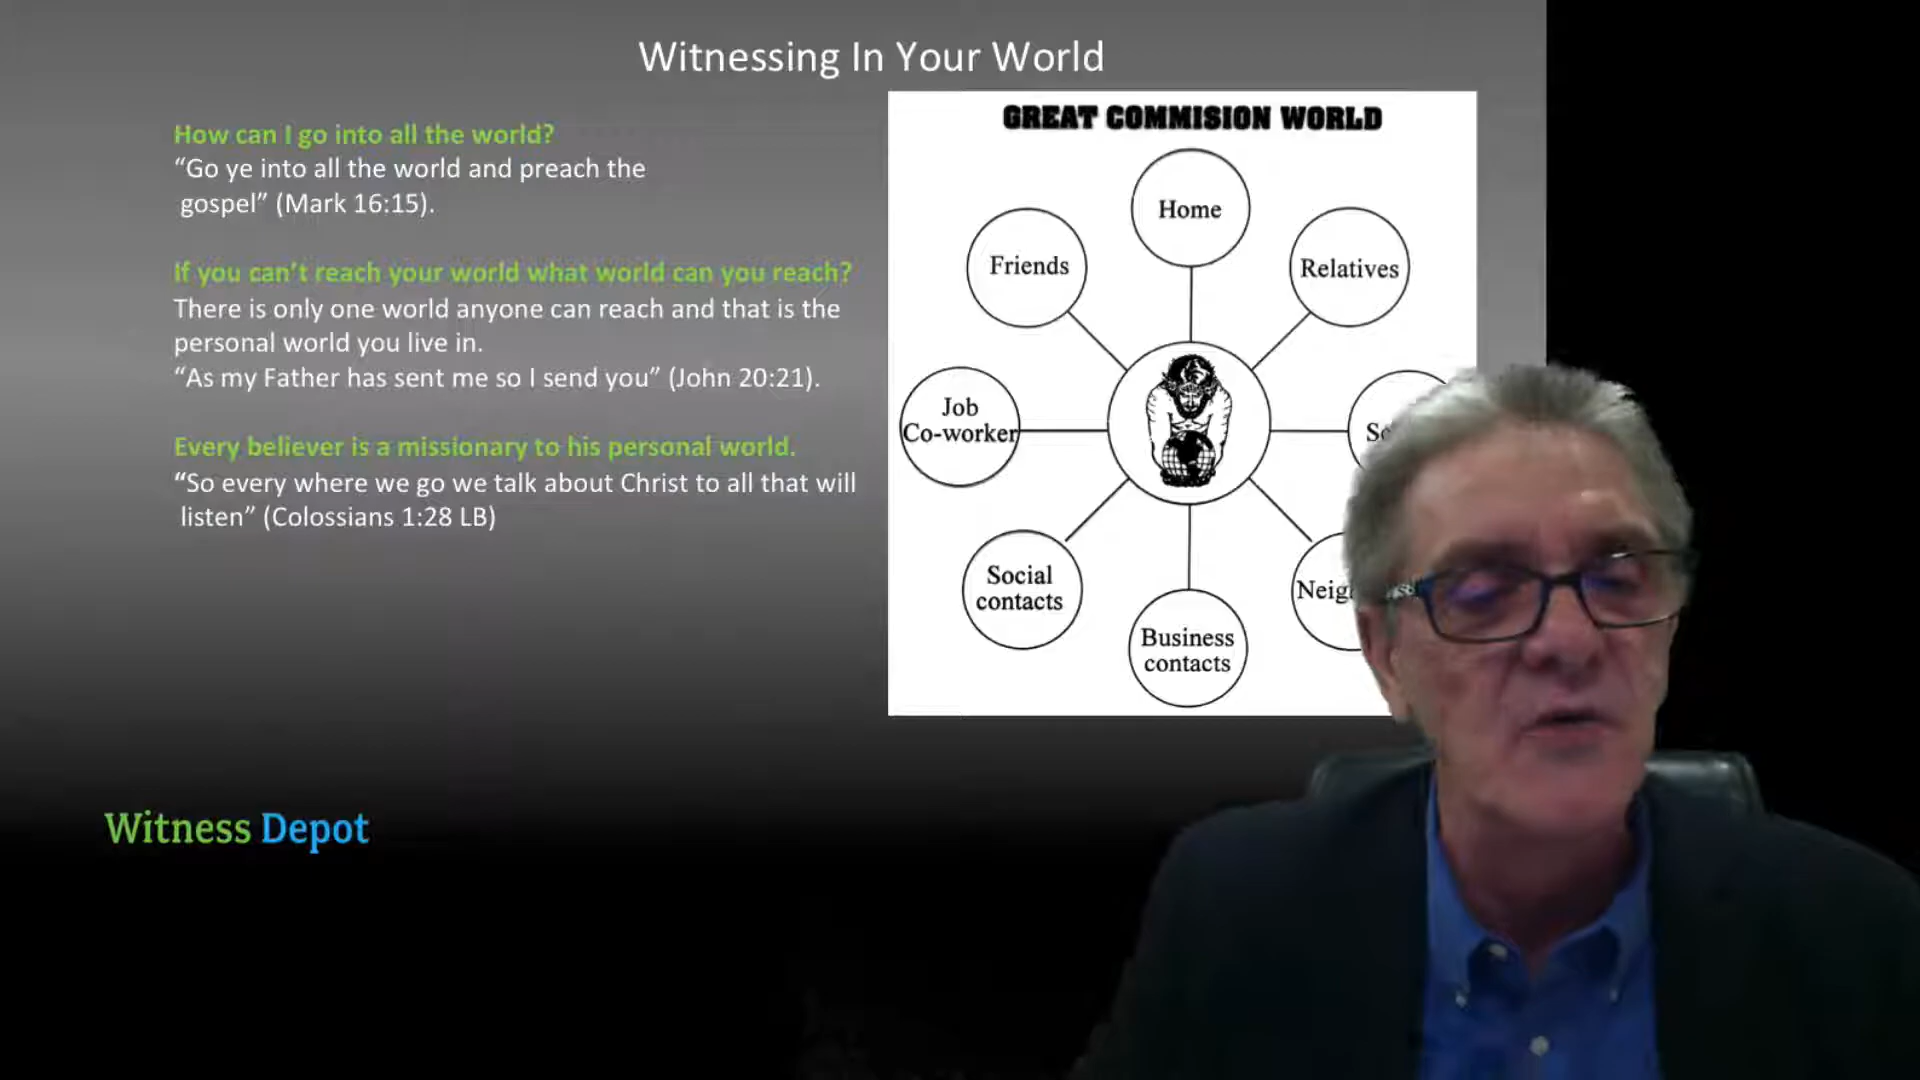 Witnessing In Your World
How can I go into all the world?
“Go ye into all the world and preach the
gospel” (Mark 16:15).
If you can’t reach your world what world can you reach?
There is only one world anyone can reach and that is the
personal world you live in.
“As my Father has sent me so I send you” (John 20:21).
Every believer is a missionary to his personal world.
“So every where we go we talk about Christ to all that will
listen” (Colossians 1:28 LB)
GREAT COMMISION WORLD
Home
Friends
Relatives
Job
Co-worker
Social
contacts
Business
contacts
Witness Depot